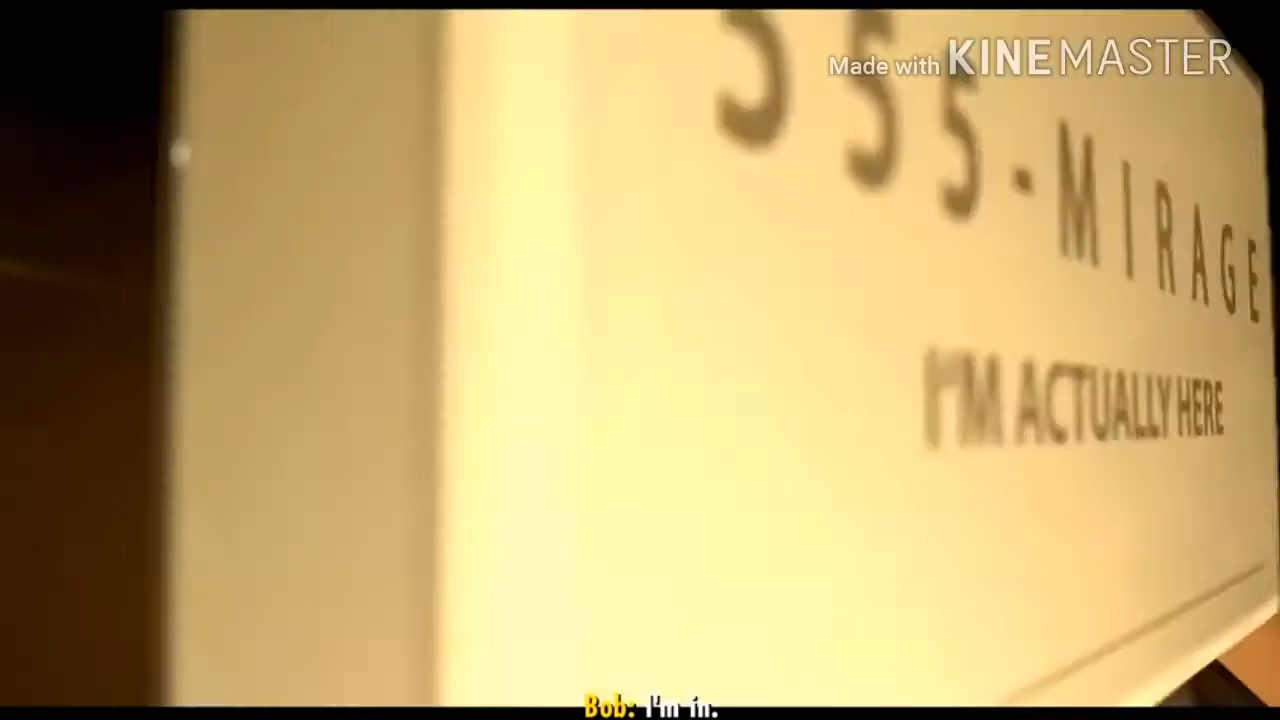 Made with KINEMASTER
555-MIRAGE
I'M ACTUALLY HERE
Bob: I'm in.